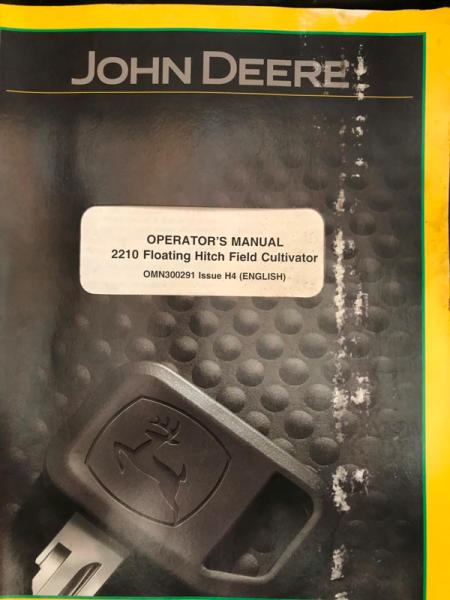 JOHN DEERE
OPERATOR'S MANUAL
2210 Floating Hitch Field Cultivator
OMN300291 Issue H4 (ENGLISH)